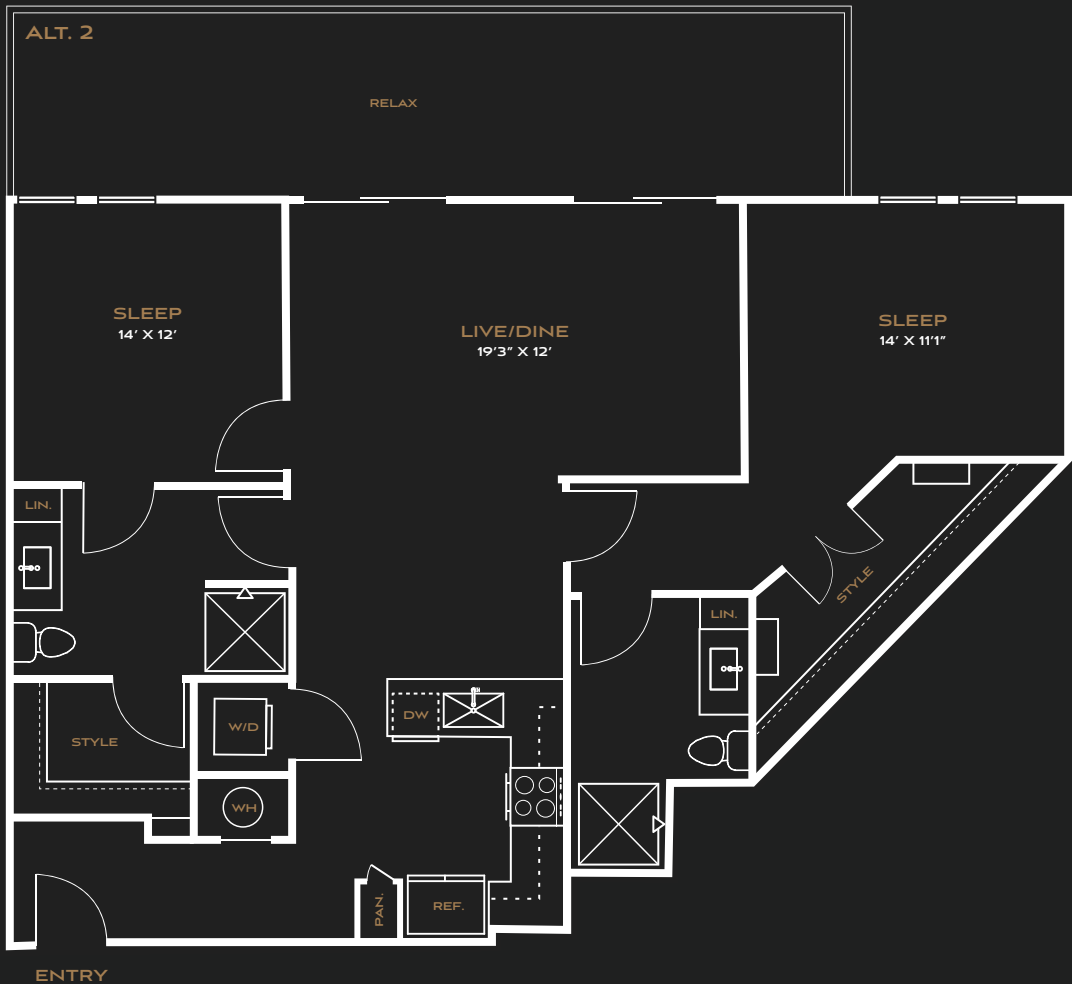 ALT. 2
RELAX
SLEEP
14’ X 12’
LIVE/DINE
19’3” X 12’
SLEEP
14’ X 11’1”
LIN.
STYLE
LIN.
DW
W/D
STYLE
WH
PAN.
REF.
ENTRY